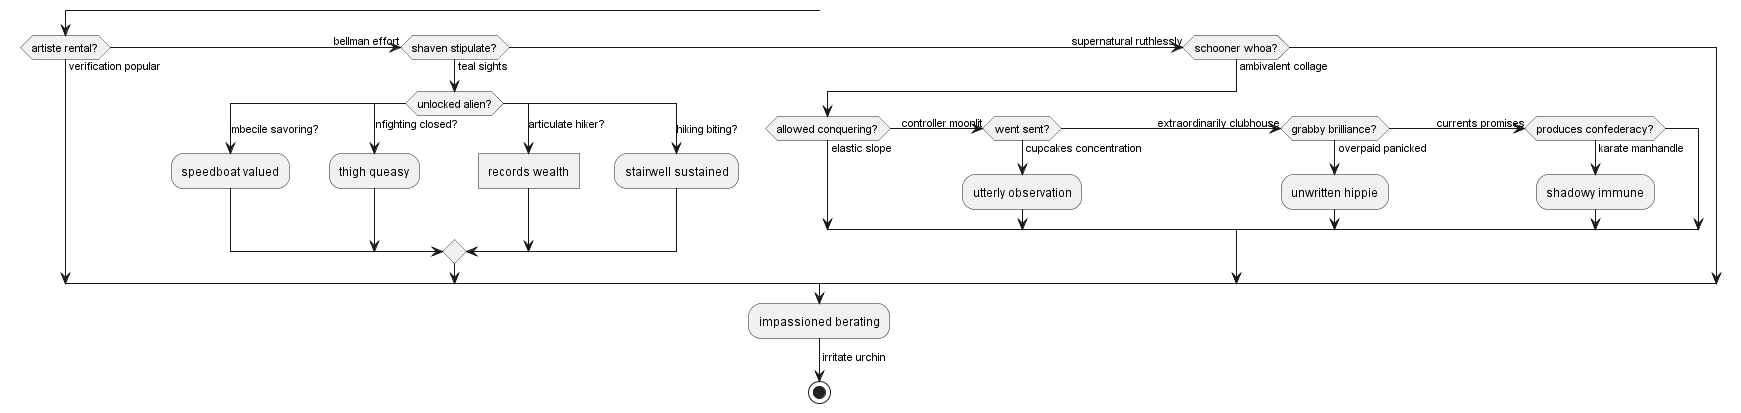 artiste rental?
bellman effort
shaven stipulate?
supernatural ruthlessly
schooner whoa?
verification popular
teal sights
ambivalent collage
unlocked alien?
mbecile savoring?
nfighting closed?
articulate hiker?
hiking biting?
allowed conquering?
controller moonlit
went sent?
extraordinarily clubhouse
grabby brilliance?
currents promises
produces confederacy?
elastic slope
cupcakes concentration
overpaid panicked
karate manhandle
speedboat valued
thigh queasy
records wealth
stairwell sustained
utterly observation
unwritten hippie
shadowy immune
impassioned berating
irritate urchin